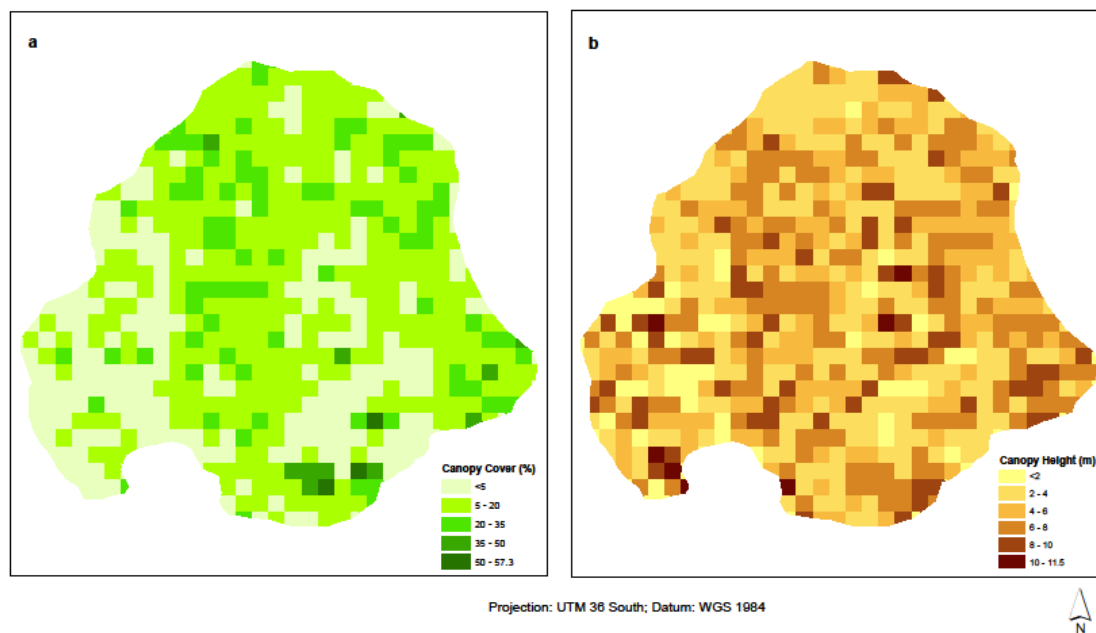 a
Canopy Cover (%)
<5
5 - 20
20 - 35
35 - 50
50 - 57.3
b
Canopy Height (m)
<2
2 - 4
4 - 6
6 - 8
8 - 10
10 - 11.5
Projection: UTM 36 South; Datum: WGS 1984
N